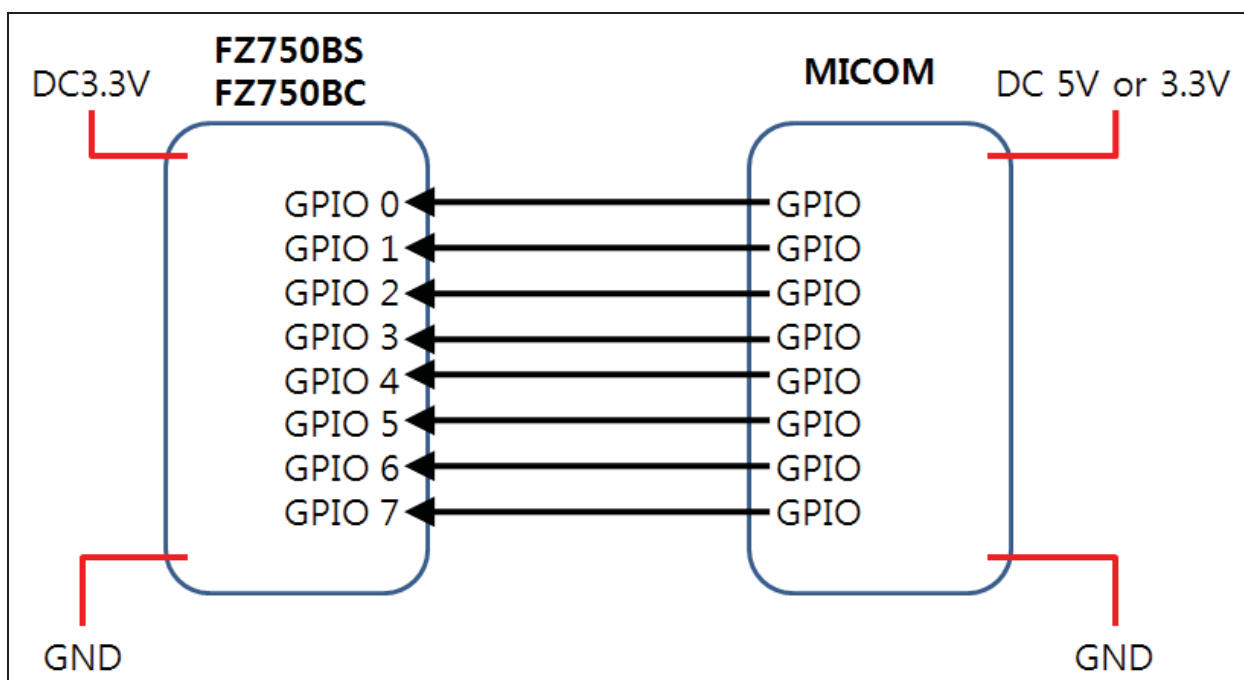 FZ750BS
FZ750BC
MICOM
DC3.3V
DC 5V or 3.3V
GPIO 0
GPIO
GPIO 1
GPIO
GPIO 2
GPIO
GPIO 3
GPIO
GPIO 4
GPIO
GPIO 5
GPIO
GPIO 6
GPIO
GPIO 7
GPIO
GND
GND